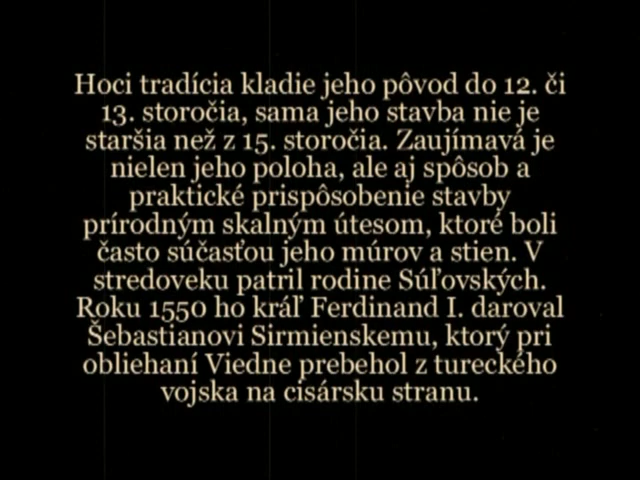 Hoci tradícia kladie jeho pôvod do 12. či
13. storočia, sama jeho stavba nie je
staršia než z 15. storočia. Zaujímavá je
nielen jeho poloha, ale aj spôsob a
praktické prispôsobenie stavby
prírodným skalným útesom, ktoré boli
často súčasťou jeho múrov a stien. V
stredoveku patril rodine Súľovských.
Roku 1550 ho kráľ Ferdinand I. daroval
Šebastianovi Sirmienskemu, ktorý pri
obliehaní Viedne prebehol z tureckého
vojska na cisársku stranu.